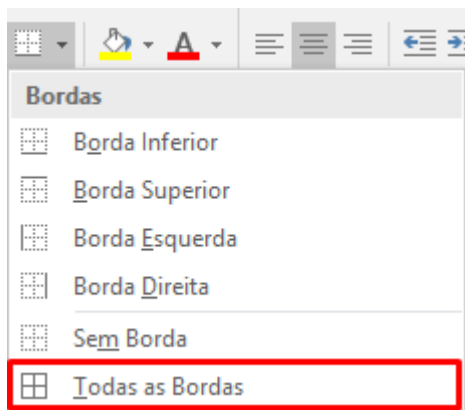 A
Bordas
Borda Inferior
Borda Superior
Borda Esquerda
Borda Direita
Sem Borda
Todas as Bordas